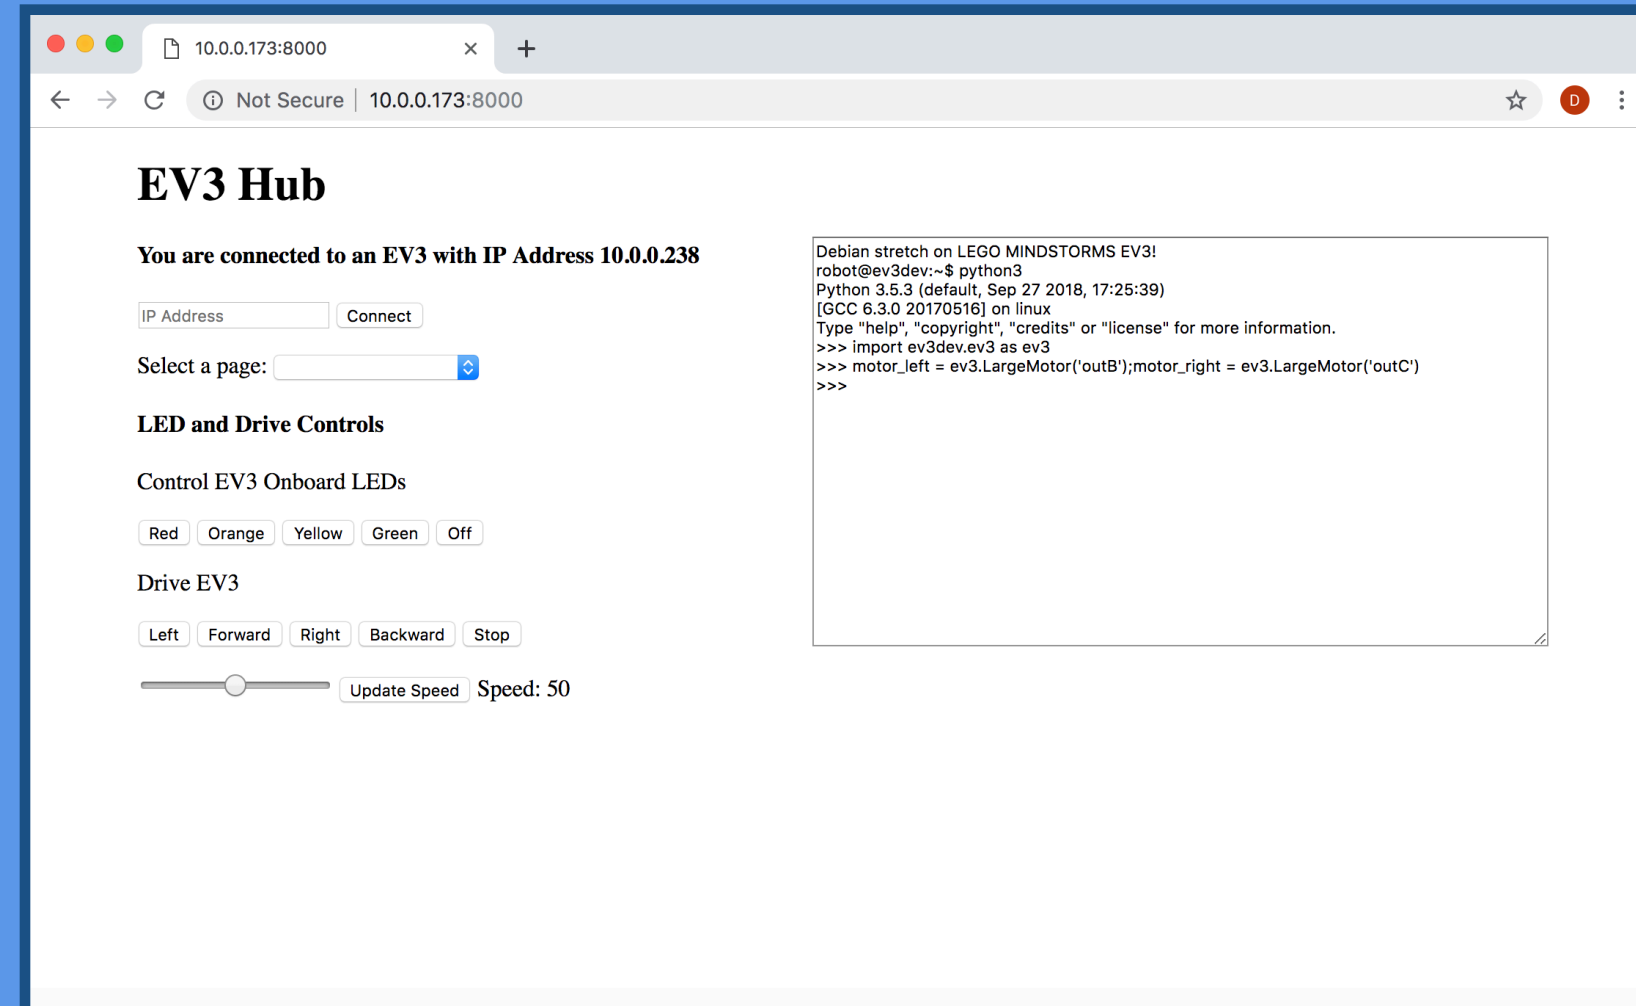 10.0.0.173:8000
Not Secure | 10.0.0.173:8000
D
EV3 Hub
You are connected to an EV3 with IP Address 10.0.0.238
IP Address Connect
Select a page:
LED and Drive Controls
Control EV3 Onboard LEDs
Red Orange Yellow Green Off
Drive EV3
Left Forward Right Backward Stop
Update Speed Speed: 50
Debian stretch on LEGO MINDSTORMS EV3!
robot@ev3dev:~$ python3
Python 3.5.3 (default, Sep 27 2018, 17:25:39)
[GCC 6.3.0 20170516] on linux
Type "help", "copyright", "credits" or "license" for more information.
>>> import ev3dev.ev3 as ev3
>>> motor_left = ev3.LargeMotor('outB');motor_right = ev3.LargeMotor('outC')
>>>